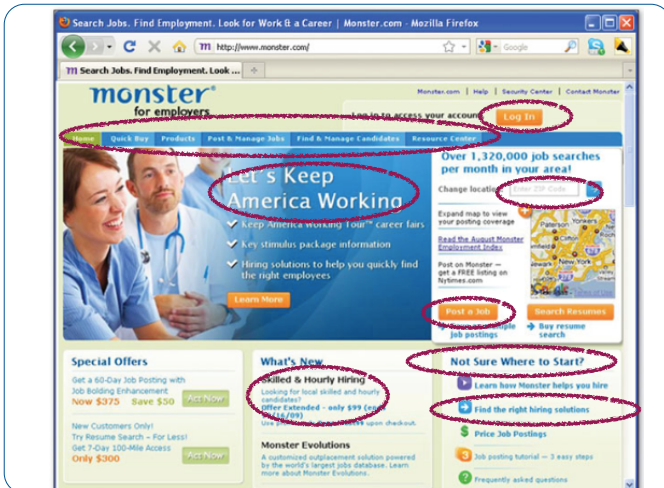 Search Jobs. Find Employment. Look for Work & a Career | Monster.com - Mozilla Firefox
http://www.monster.com/
Google
Search Jobs. Find Employment. Look ...
monster®
for employers
Monster.com | Help | Security Center | Contact Monster
Log in to access your account
Log In
Home Quick Buy Products Post & Manage Jobs Find & Manage Candidates Resource Center
Let's Keep
America Working
Keep America Working Tour™ career fairs
Key stimulus package information
Hiring solutions to help you quickly find
the right employees
Learn More
Over 1,320,000 job searches
per month in your area!
Change location:
Enter ZIP Code
Expand map to view
your posting coverage
Read the August Monster
Employment Index
Post on Monster —
get a FREE listing on
Nytimes.com
Paterson
Yonkers
Clifton
Newark
New York
Post a Job
Search Resumes
job postings
Buy resume
search
Special Offers
Get a 60-Day Job Posting with
Job Bolding Enhancement
Now $375 Save $50
Act Now
New Customers Only!
Try Resume Search – For Less!
Get 7-Day 100-Mile Access
Only $300
Act Now
What's New
Skilled & Hourly Hiring
Looking for local skilled and hourly
candidates?
Offer Extended - only $99
upon checkout.
Monster Evolutions
A customized outplacement solution powered
by the world's largest jobs database. Learn
more about Monster Evolutions.
Not Sure Where to Start?
Learn how Monster helps you hire
Find the right hiring solutions
Price Job Postings
Job posting tutorial — 3 easy steps
Frequently asked questions